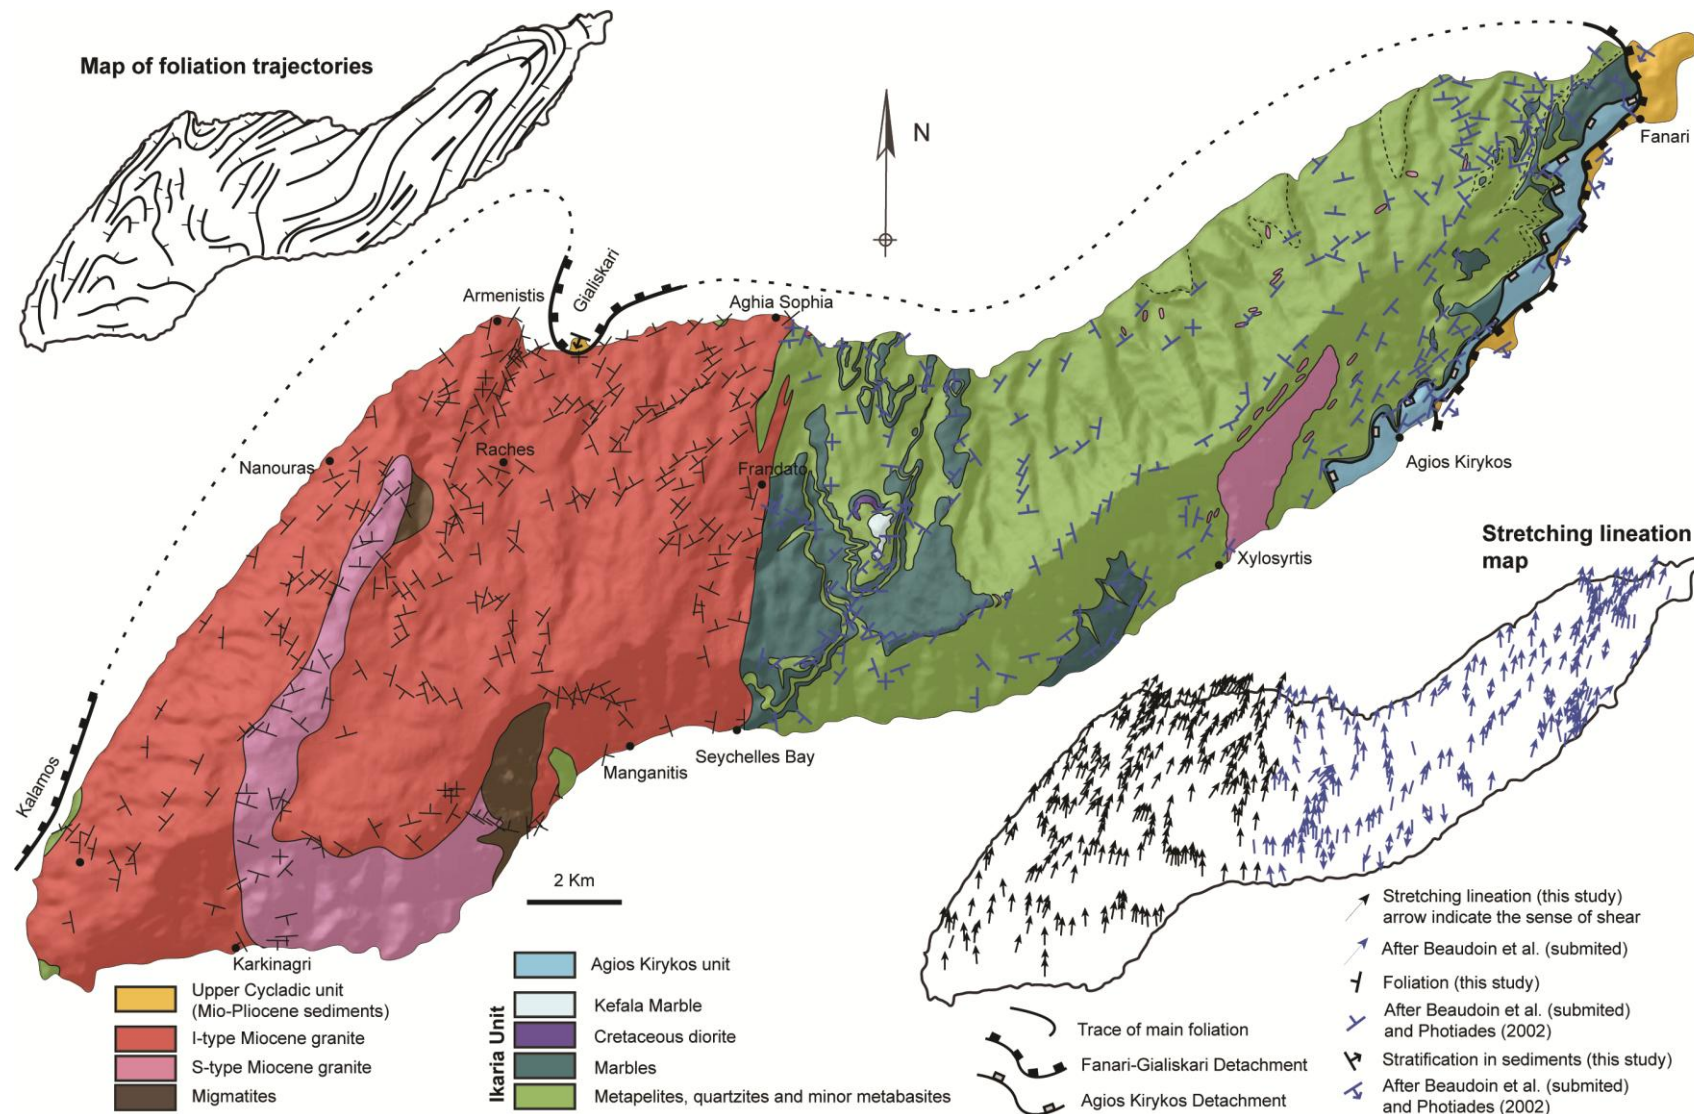 Map of foliation trajectories
N
Fanari
Armenistis
Gialiskari
Aghia Sophia
Nanouras
Raches
Frandato
Agios Kirykos
Xylosyrtis
Stretching lineation
map
Kalamos
Manganitis
Seychelles Bay
Karkinagri
2 Km
Upper Cycladic unit
(Mio-Pliocene sediments)
I-type Miocene granite
S-type Miocene granite
Migmatites
Ikaria Unit
Agios Kirykos unit
Kefala Marble
Cretaceous diorite
Marbles
Metapelites, quartzites and minor metabasites
Trace of main foliation
Fanari-Gialiskari Detachment
Agios Kirykos Detachment
Stretching lineation (this study)
arrow indicate the sense of shear
After Beaudoin et al. (submited)
Foliation (this study)
After Beaudoin et al. (submited)
and Photiades (2002)
Stratification in sediments (this study)
After Beaudoin et al. (submited)
and Photiades (2002)